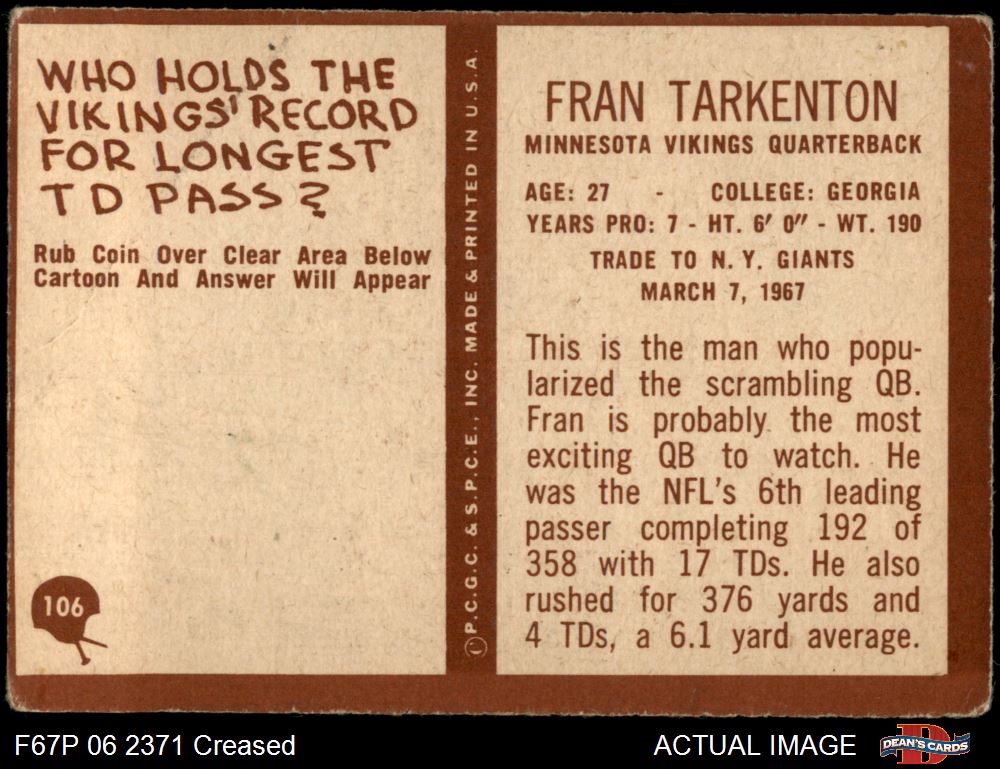 WHO HOLDS THE
VIKINGS' RECORD
FOR LONGEST
TD PASS?
Rub Coin Over Clear Area Below
Cartoon And Answer Will Appear
106
© P.C.G.C. & S.P.C.E., INC. MADE & PRINTED IN U.S.A.
FRAN TARKENTON
MINNESOTA VIKINGS QUARTERBACK
AGE: 27 - COLLEGE: GEORGIA
YEARS PRO: 7 - HT. 6' 0" - WT. 190
TRADE TO N. Y. GIANTS
MARCH 7, 1967
This is the man who popu-
larized the scrambling QB.
Fran is probably the most
exciting QB to watch. He
was the NFL's 6th leading
passer completing 192 of
358 with 17 TDs. He also
rushed for 376 yards and
4 TDs, a 6.1 yard average.
F67P 06 2371 Creased
ACTUAL IMAGE
DEAN'S CARDS